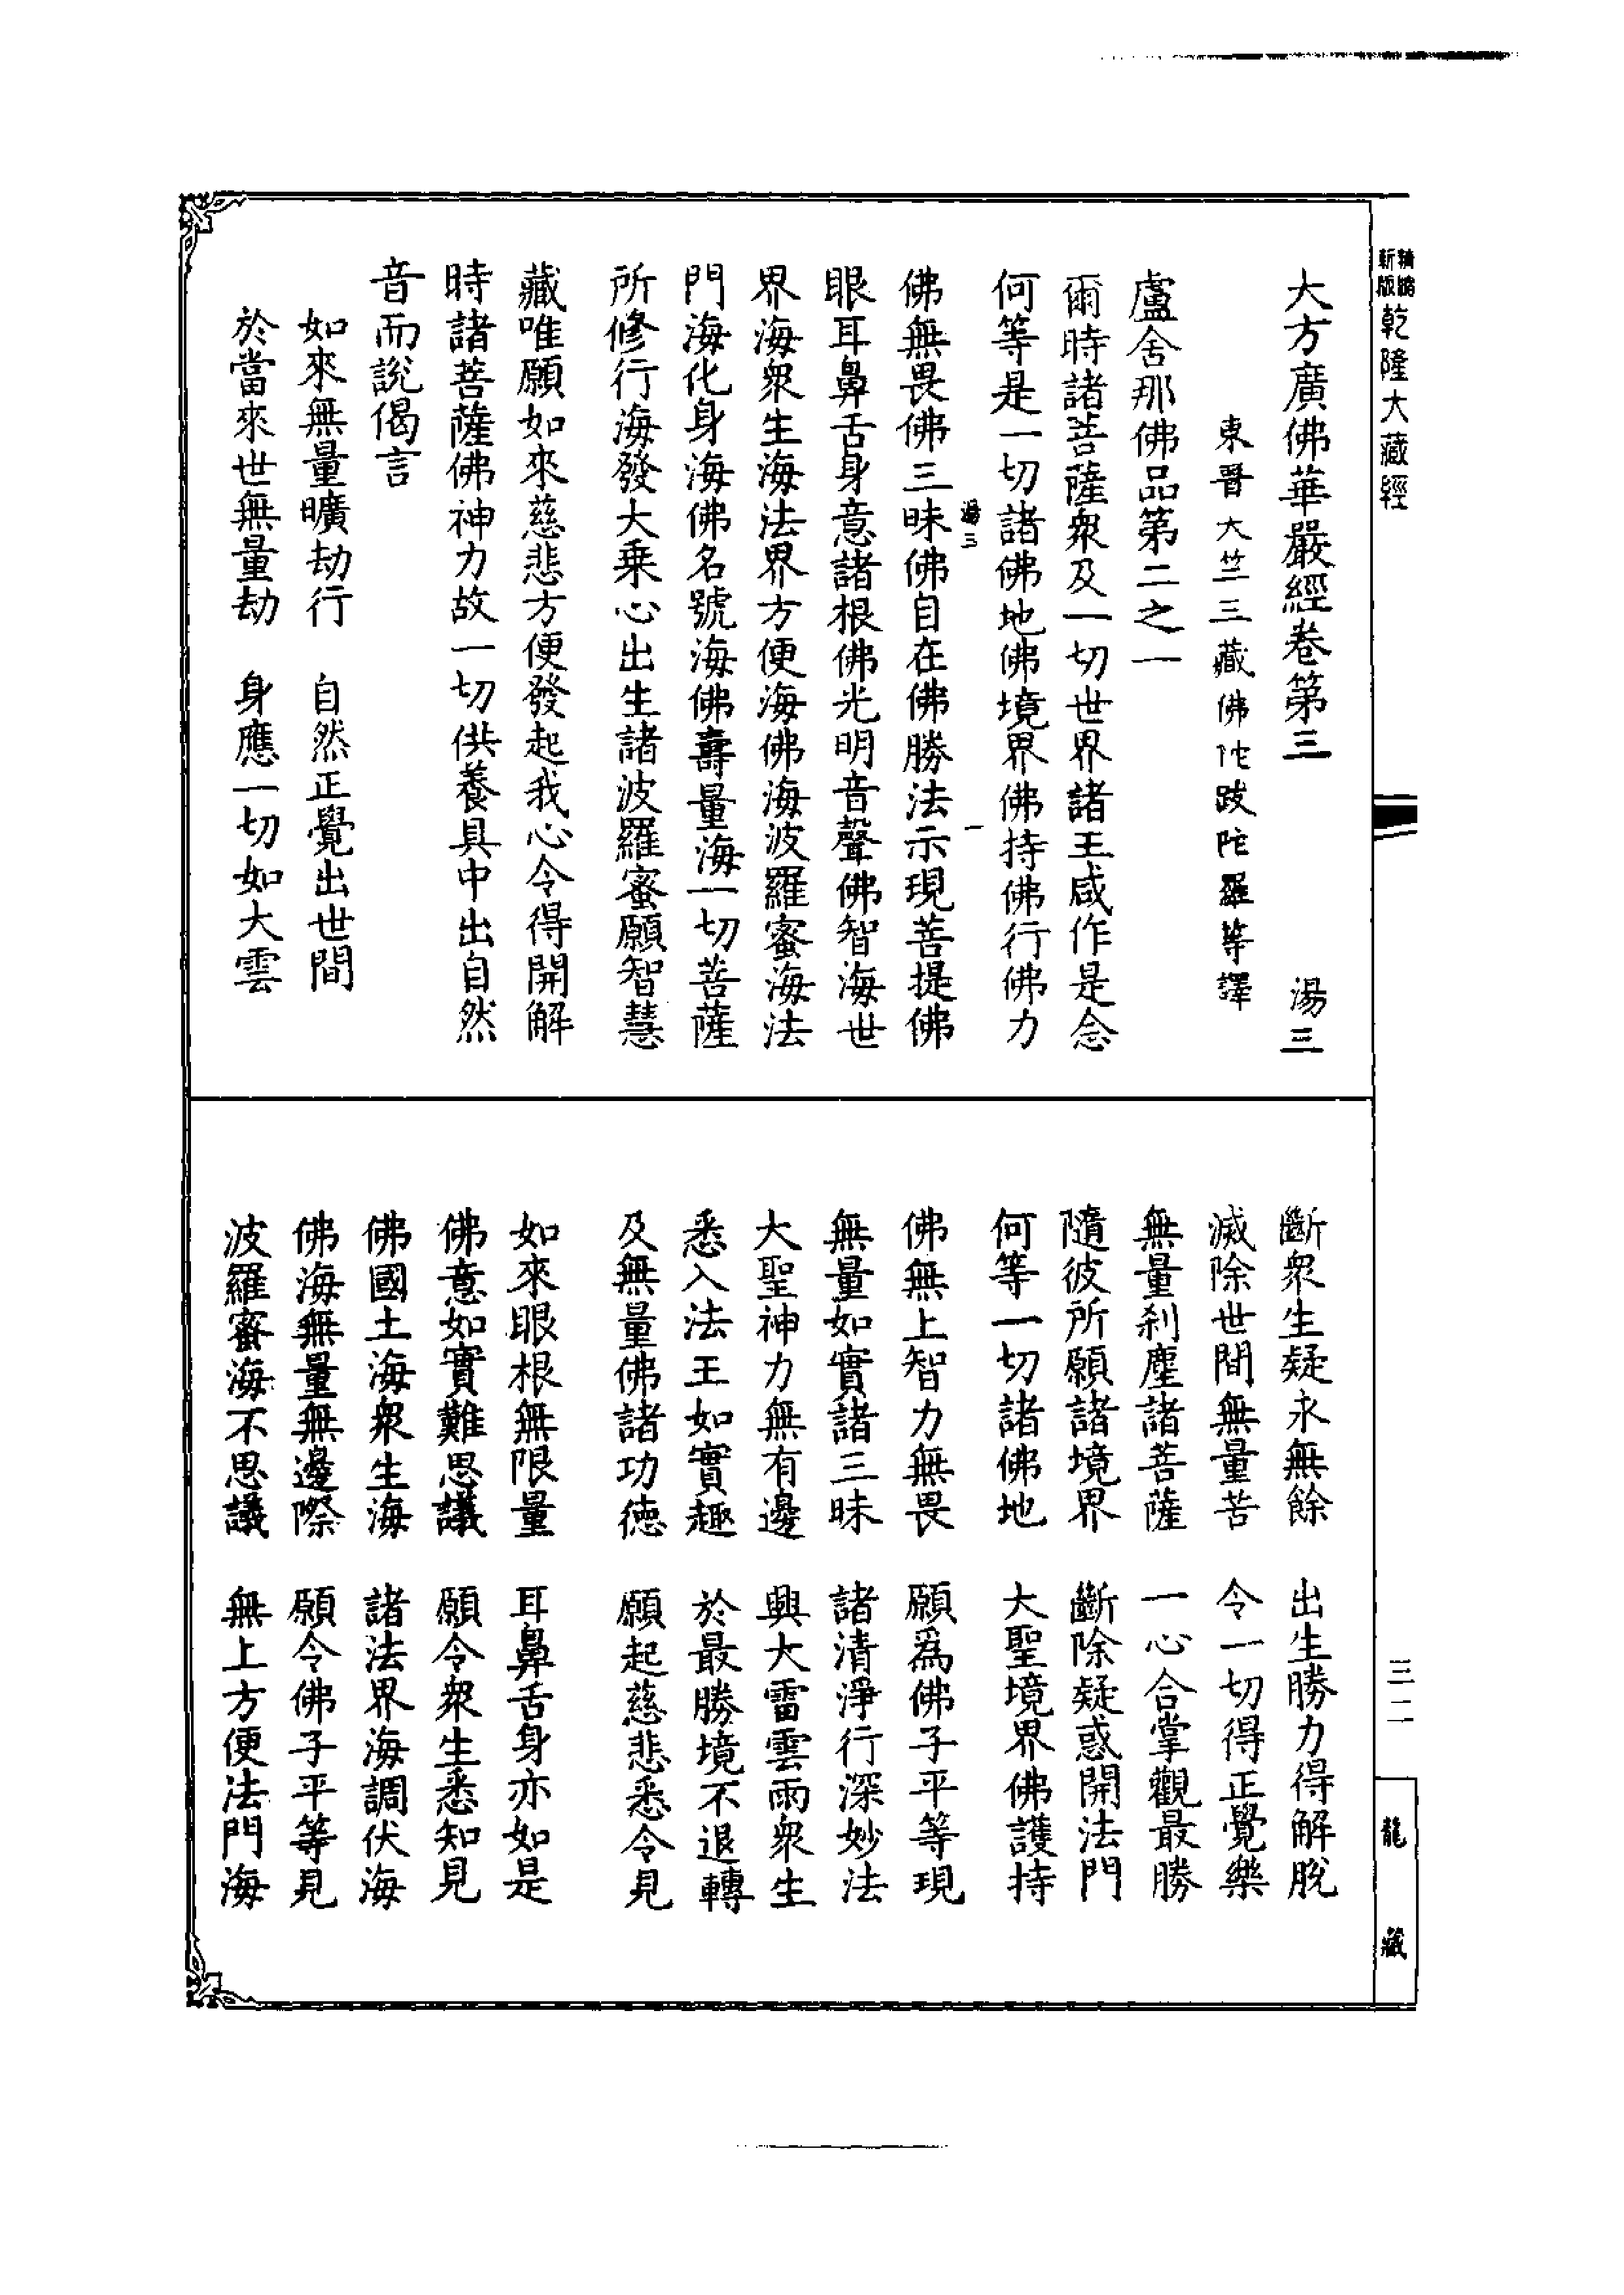 新版
乾隆大藏經
大方廣佛華嚴經卷第三 湯三
東晉天竺三藏佛陀跋陀羅等譯
盧舍那佛品第二之一
爾時諸菩薩衆及一切世界諸王咸作是念
何等是一切諸佛地佛境界佛持佛行佛力
湯三 一
佛無畏佛三昧佛自在佛勝法示現菩提佛
眼耳鼻舌身意諸根佛光明音聲佛智海世
界海衆生海法界方便海佛海波羅蜜海法
門海化身海佛名號海佛壽量海一切菩薩
所修行海發大乘心出生諸波羅蜜願智慧
藏唯願如來慈悲方便發起我心令得開解
時諸菩薩佛神力故一切供養具中出自然
音而說偈言
如來無量曠劫行 自然正覺出世間
於當來世無量劫 身應一切如大雲
斷衆生疑永無餘 出生勝力得解脫
滅除世間無量苦 令一切得正覺樂
無量刹塵諸菩薩 一心合掌觀最勝
隨彼所願諸境界 斷除疑惑開法門
何等一切諸佛地 大聖境界佛護持
佛無上智力無畏 願爲佛子平等現
無量如實諸三昧 諸清淨行深妙法
大聖神力無有邊 興大雷雲雨衆生
悉入法王如實趣 於最勝境不退轉
及無量佛諸功德 願起慈悲悉令見
如來眼根無限量 耳鼻舌身亦如是
佛意如實難思議 願令衆生悉知見
佛國土海衆生海 諸法界海調伏海
佛海無量無邊際 願令佛子平等見
波羅蜜海不思議 無上方便法門海
三二
龍藏